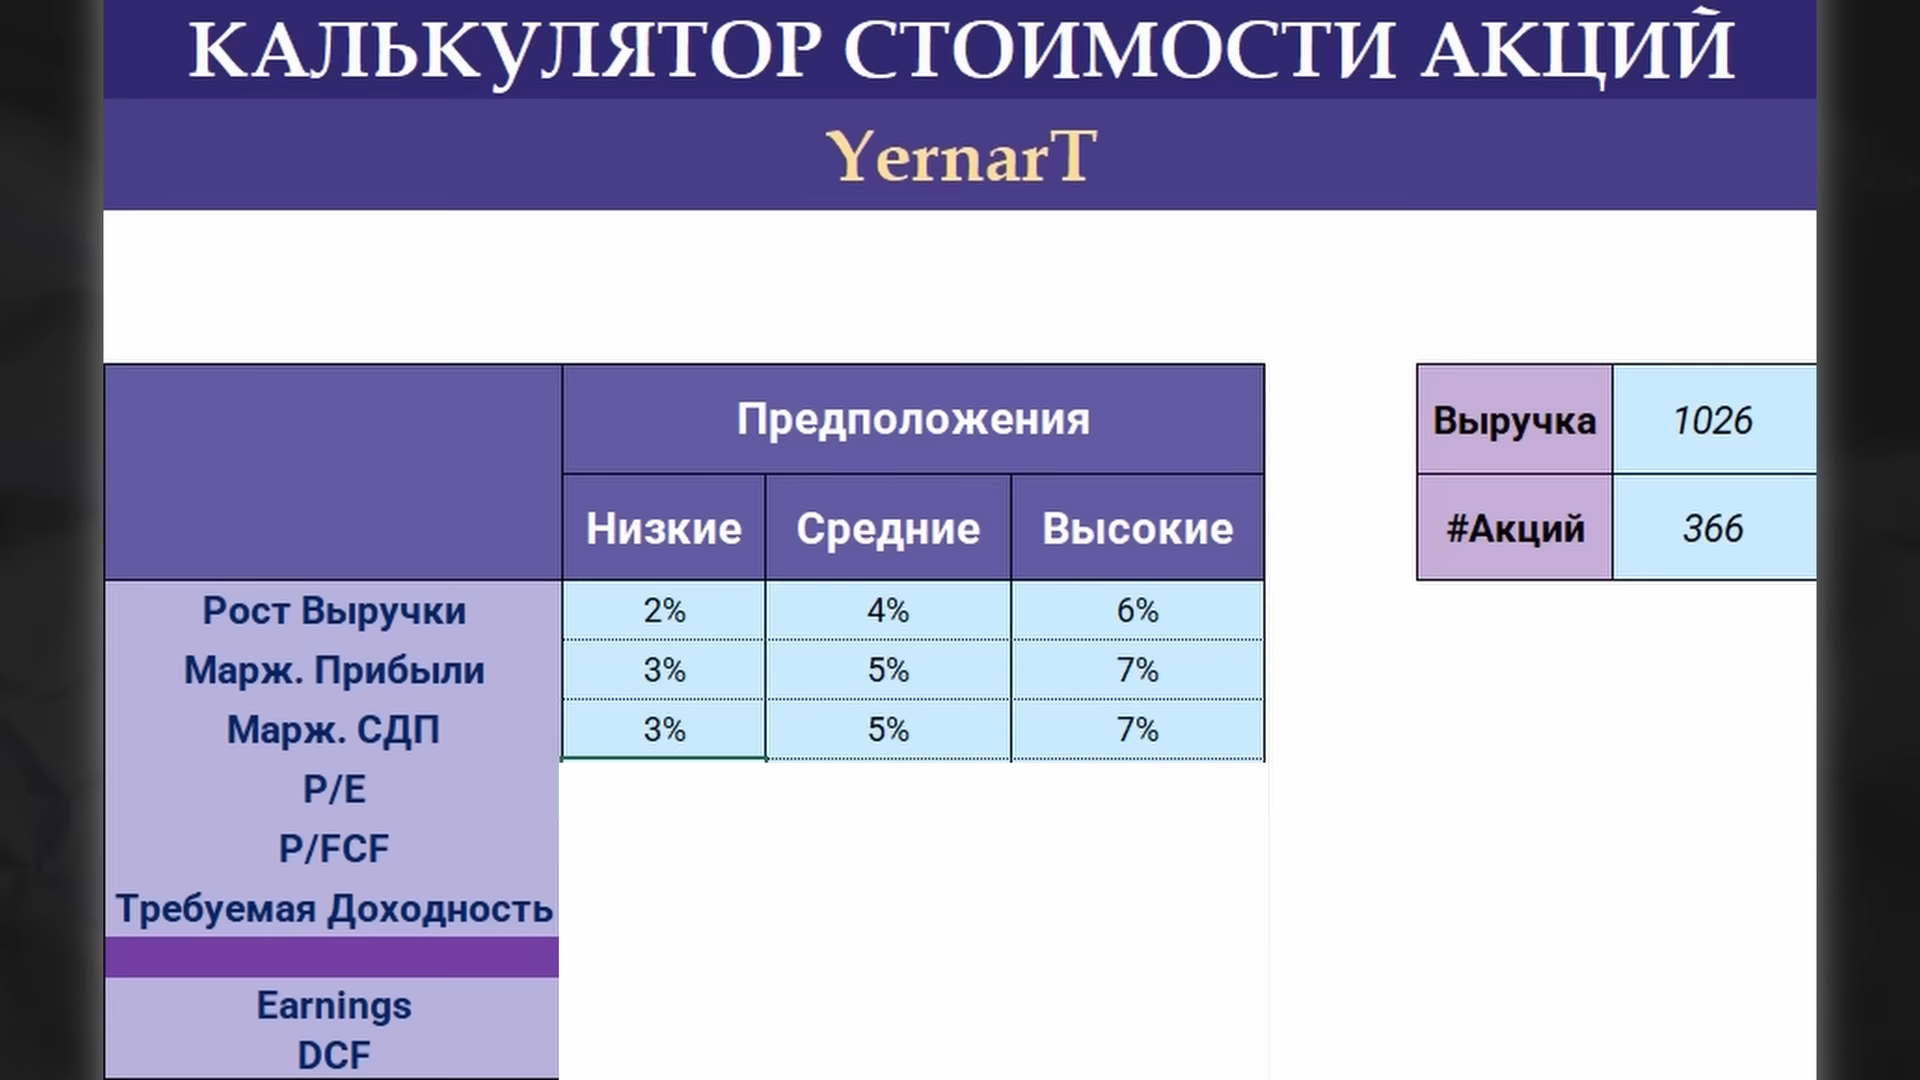 КАЛЬКУЛЯТОР СТОИМОСТИ АКЦИЙ
YernarT
Предположения
Низкие Средние Высокие
Выручка 1026
#Акций 366
Рост Выручки 2% 4% 6%
Марж. Прибыли 3% 5% 7%
Марж. СДП 3% 5% 7%
P/E
P/FCF
Требуемая Доходность
Earnings
DCF